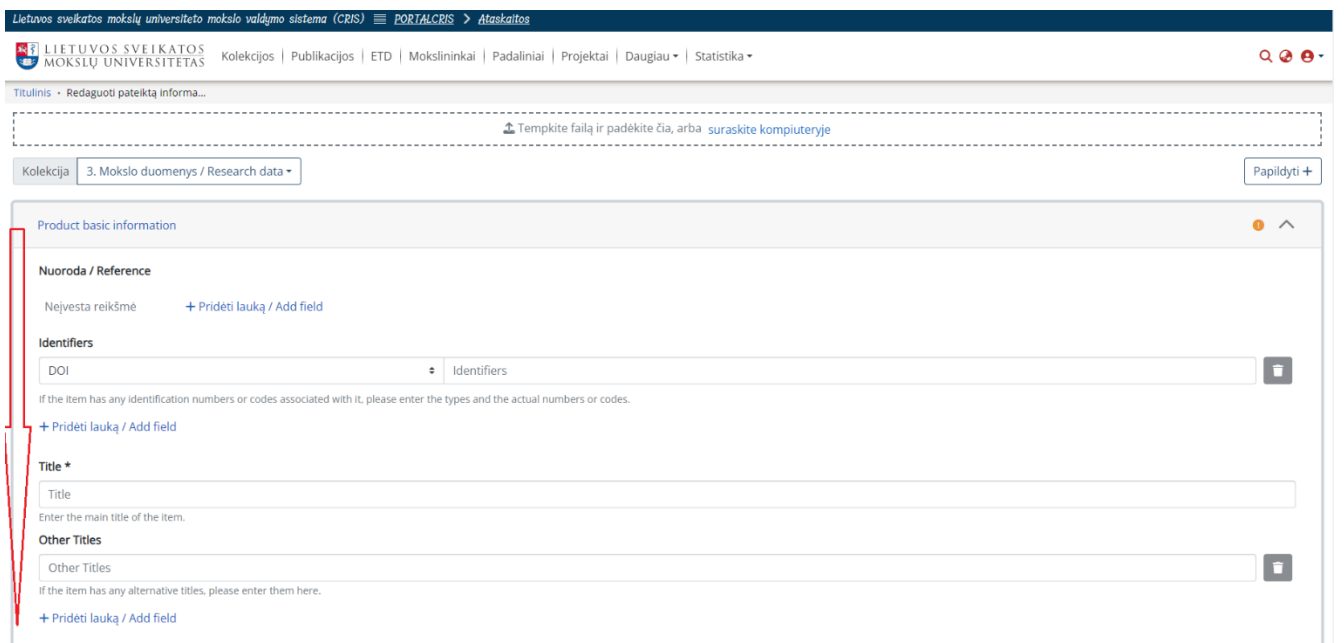 Lietuvos sveikatos mokslų universiteto mokslo valdymo sistema (CRIS) PORTALCRIS > Ataskaitos
LIETUVOS SVEIKATOS
MOKSLŲ UNIVERSITETAS
Kolekcijos | Publikacijos | ETD | Mokslininkai | Padaliniai | Projektai | Daugiau | Statistika
Titulinis • Redaguoti pateiktą informa...
Tempkite failą ir padėkite čia, arba suraskite kompiuteryje
Kolekcija 3. Mokslo duomenys / Research data
Papildyti +
Product basic information
Nuoroda / Reference
Neįvesta reikšmė + Pridėti lauką / Add field
Identifiers
DOI Identifiers
If the item has any identification numbers or codes associated with it, please enter the types and the actual numbers or codes.
+ Pridėti lauką / Add field
Title *
Title
Enter the main title of the item.
Other Titles
Other Titles
If the item has any alternative titles, please enter them here.
+ Pridėti lauką / Add field